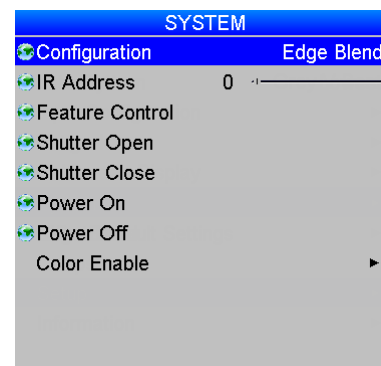 SYSTEM
Configuration Edge Blend
IR Address 0
Feature Control
Shutter Open
Shutter Close
Power On
Power Off
Color Enable